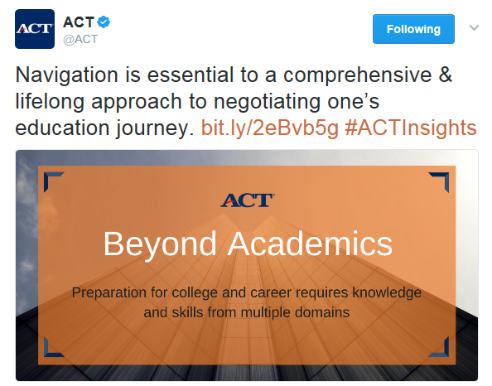 ACT
ACT
@ACT
Following
Navigation is essential to a comprehensive &
lifelong approach to negotiating one's
education journey. bit.ly/2eBvb5g #ACTInsights
ACT
Beyond Academics
Preparation for college and career requires knowledge
and skills from multiple domains